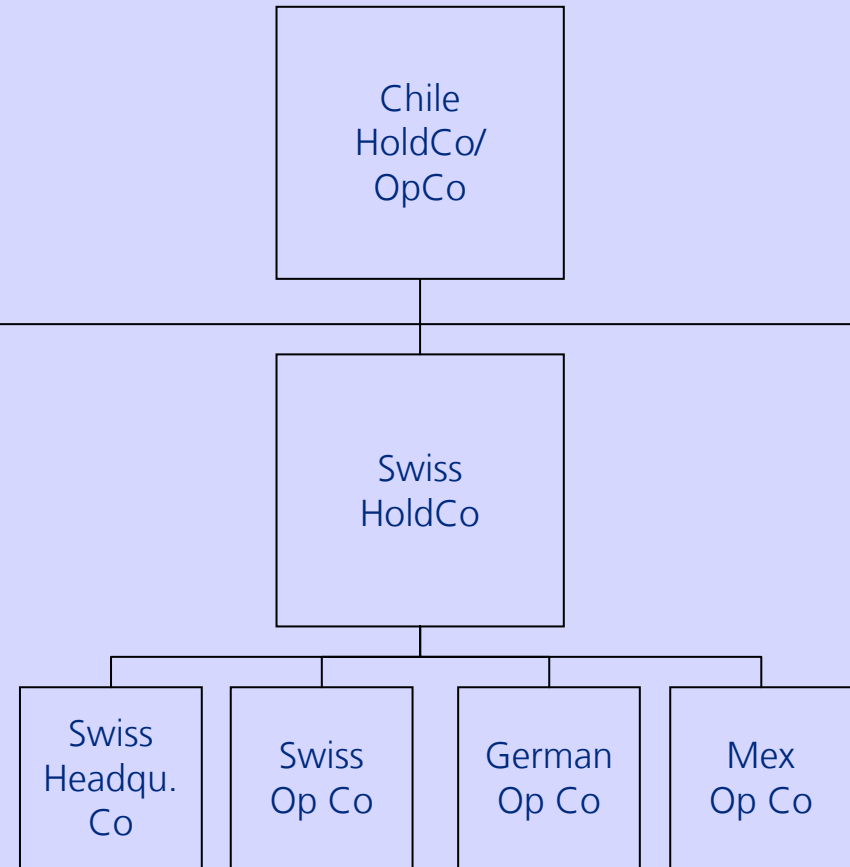 Chile
HoldCo/
OpCo
Swiss
HoldCo
Swiss
Headqu.
Co
Swiss
Op Co
German
Op Co
Mex
Op Co